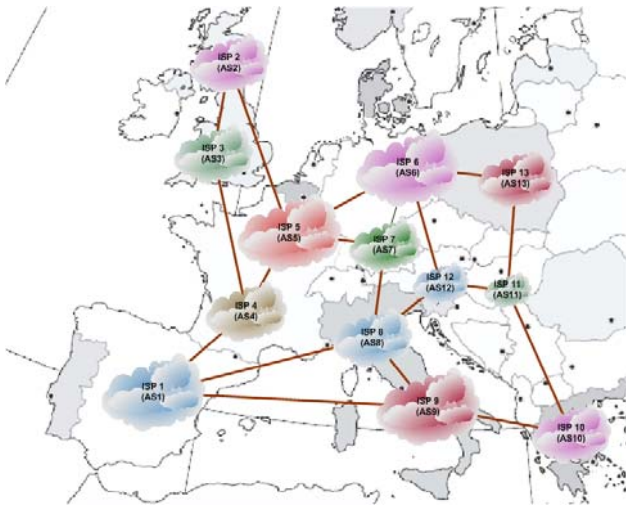 ISP 2
(AS2)
ISP 3
(AS3)
ISP 6
(AS6)
ISP 13
(AS13)
ISP 5
(AS5)
ISP 7
(AS7)
ISP 12
(AS12)
ISP 11
(AS11)
ISP 4
(AS4)
ISP 8
(AS8)
ISP 1
(AS1)
ISP 9
(AS9)
ISP 10
(AS10)